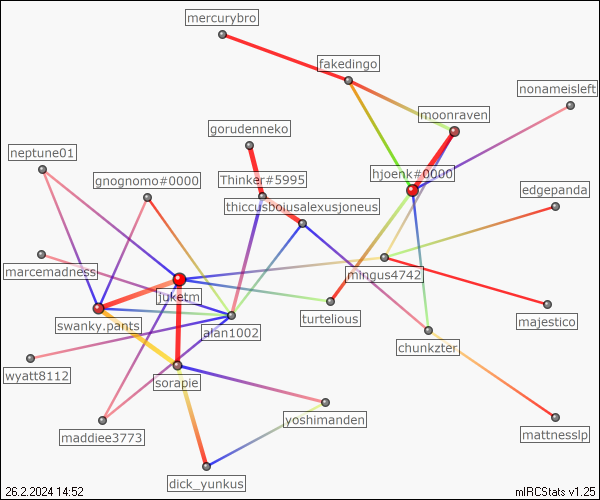 mercurybro
fakedingo
nonameisleft
moonraven
gorudenneko
neptune01
hjoenk#0000
gnognomo#0000
Thinker#5995
edgepanda
thiccusboiusalexusjoneus
marcemadness
mingus4742
juketm
swanky.pants
turtelious
majestico
alan1002
chunkzter
wyatt8112
sorapie
yoshimanden
maddiee3773
mattnesslp
dick_yunkus
26.2.2024 14:52
mIRCStats v1.25